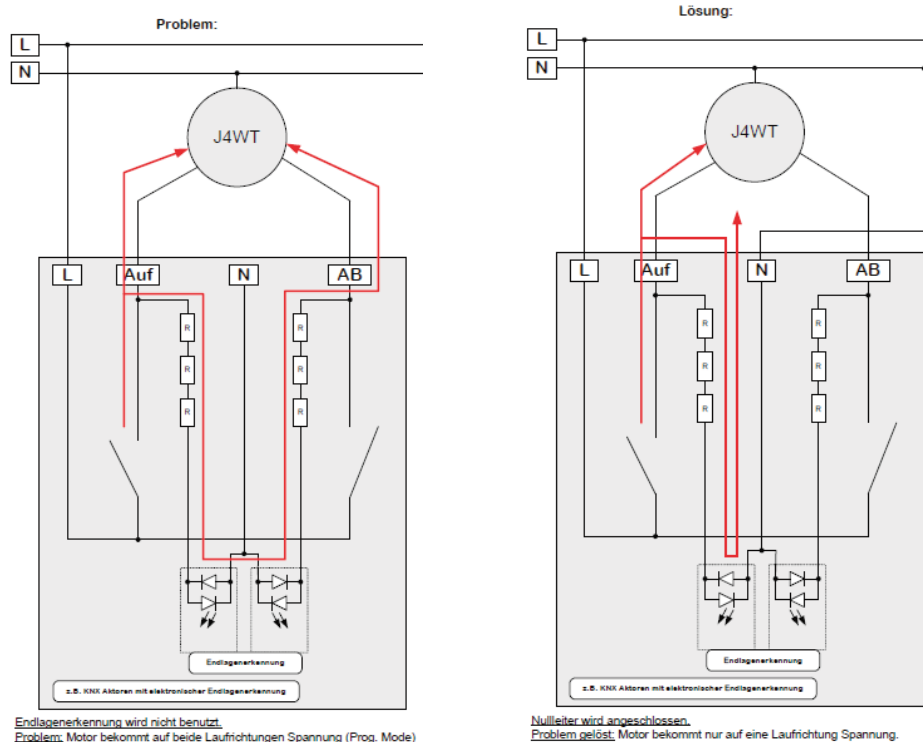 Problem:
L
N
J4WT
L
Auf
N
AB
R
R
R
R
R
R
Endlagenerkennung
z.B. KNX Aktoren mit elektronischer Endlagenerkennung
Endlagenerkennung wird nicht benutzt.
Problem: Motor bekommt auf beide Laufrichtungen Spannung (Prog. Mode)
Lösung:
L
N
J4WT
L
Auf
N
AB
R
R
R
R
R
R
Endlagenerkennung
z.B. KNX Aktoren mit elektronischer Endlagenerkennung
Nullleiter wird angeschlossen.
Problem gelöst: Motor bekommt nur auf eine Laufrichtung Spannung.